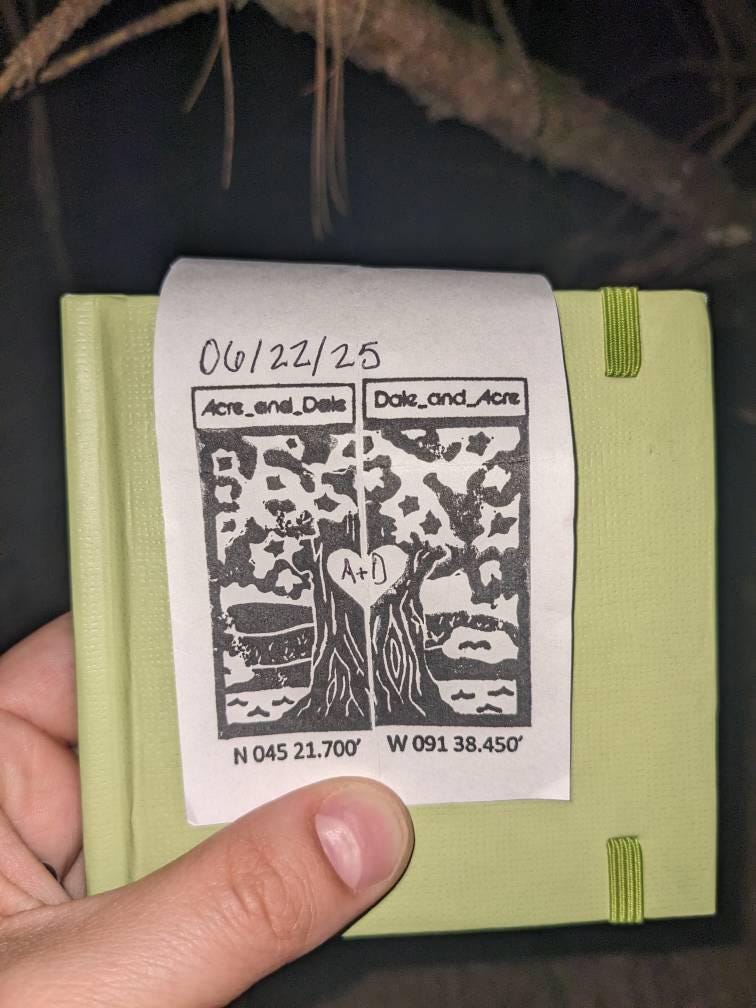 06/22/25
Acre_and_Dale Dale_and_Acre
A+D
N 045 21.700' W 091 38.450'